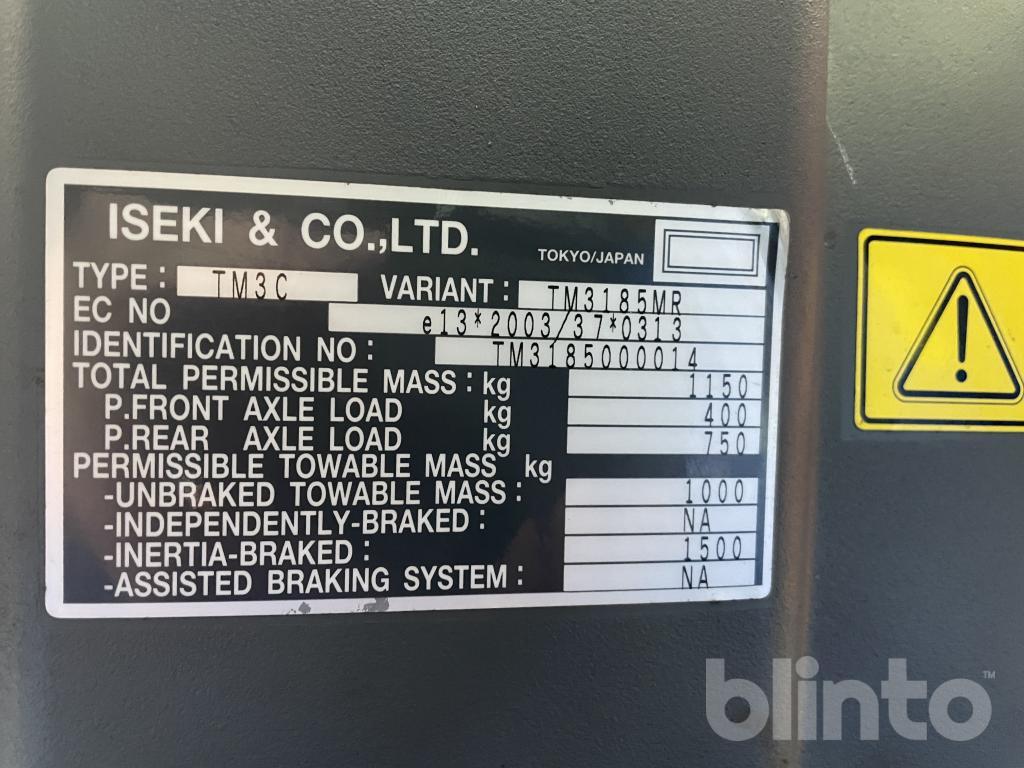 ISEKI & CO.,LTD. TOKYO/JAPAN
TYPE : TM3C VARIANT : TM3185MR
EC NO e13*2003/37*0313
IDENTIFICATION NO : TM3185000014
TOTAL PERMISSIBLE MASS : kg 1150
P.FRONT AXLE LOAD kg 400
P.REAR AXLE LOAD kg 750
PERMISSIBLE TOWABLE MASS kg
-UNBRAKED TOWABLE MASS : 1000
-INDEPENDENTLY-BRAKED : NA
-INERTIA-BRAKED : 1500
-ASSISTED BRAKING SYSTEM : NA
blinto™